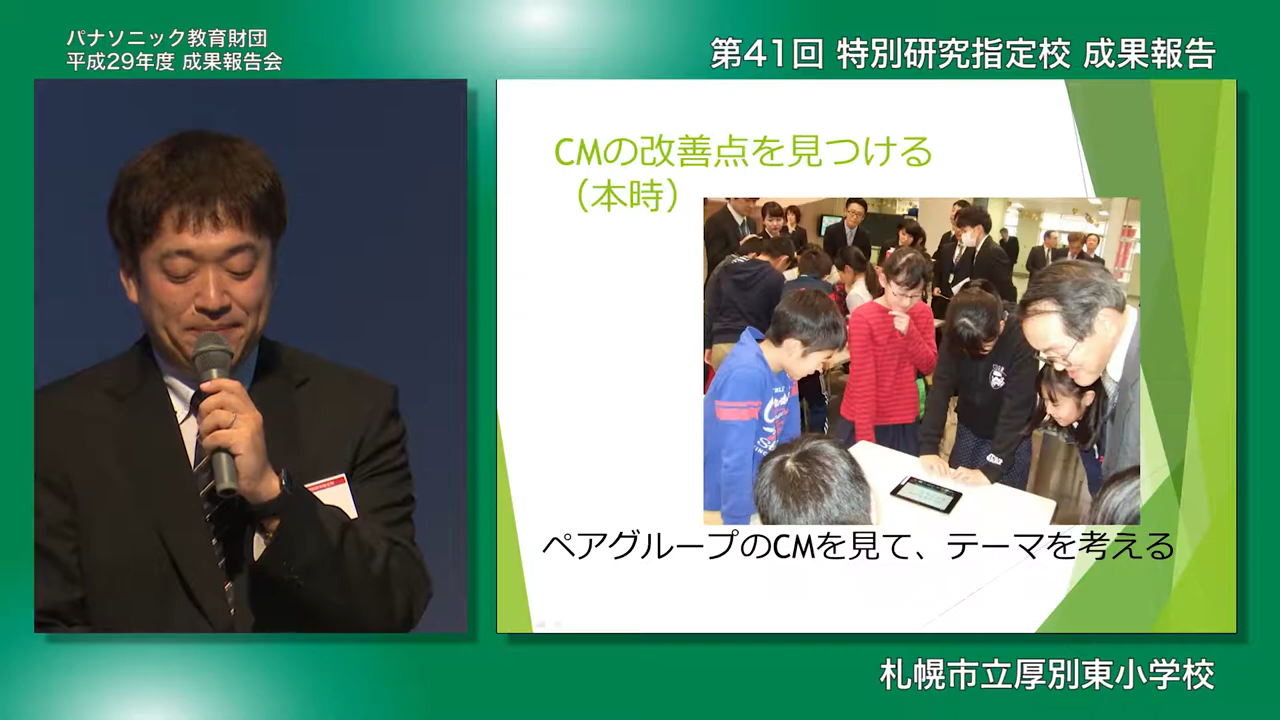 パナソニック教育財団
平成29年度 成果報告会
第41回 特別研究指定校 成果報告
CMの改善点を見つける
（本時）
ペアグループのCMを見て、テーマを考える
札幌市立厚別東小学校